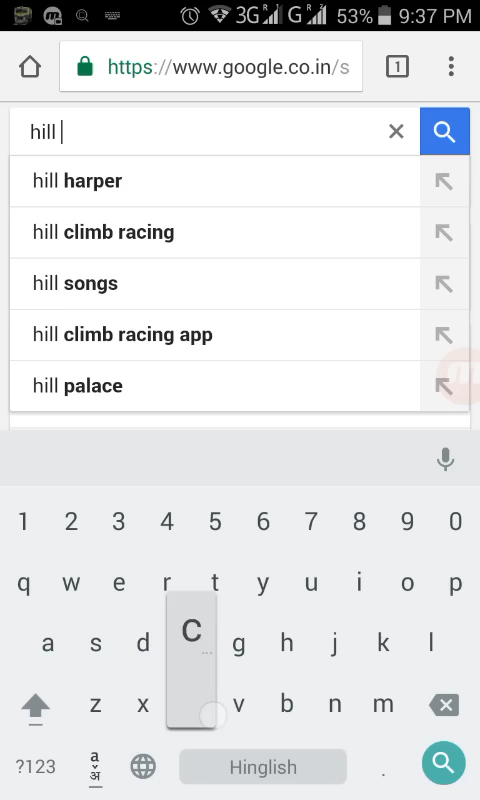 3G R G R 53% 9:37 PM
https://www.google.co.in/s 1
hill
hill harper
hill climb racing
hill songs
hill climb racing app
hill palace
1 2 3 4 5 6 7 8 9 0
q w e r t y u i o p
a s d c g h j k l
z x v b n m
?123 a अ Hinglish .